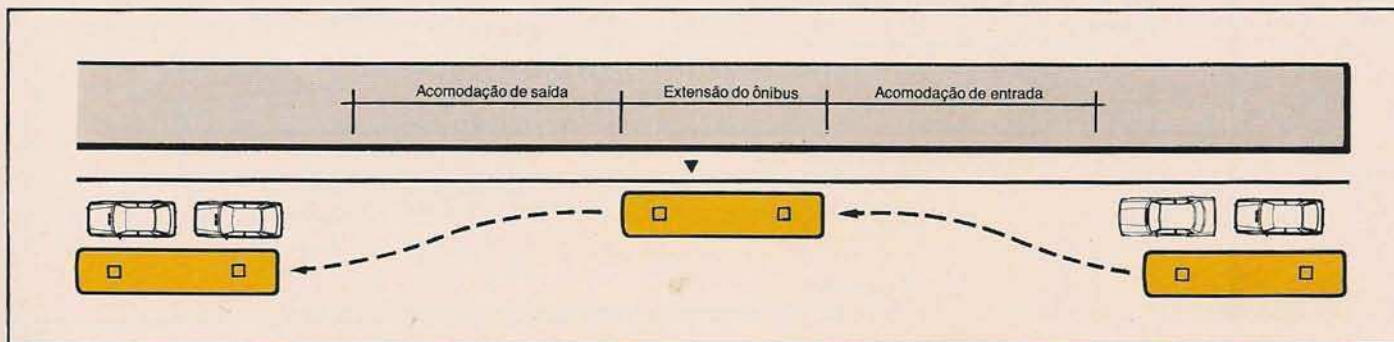 Acomodação de saída
Extensão do ônibus
Acomodação de entrada